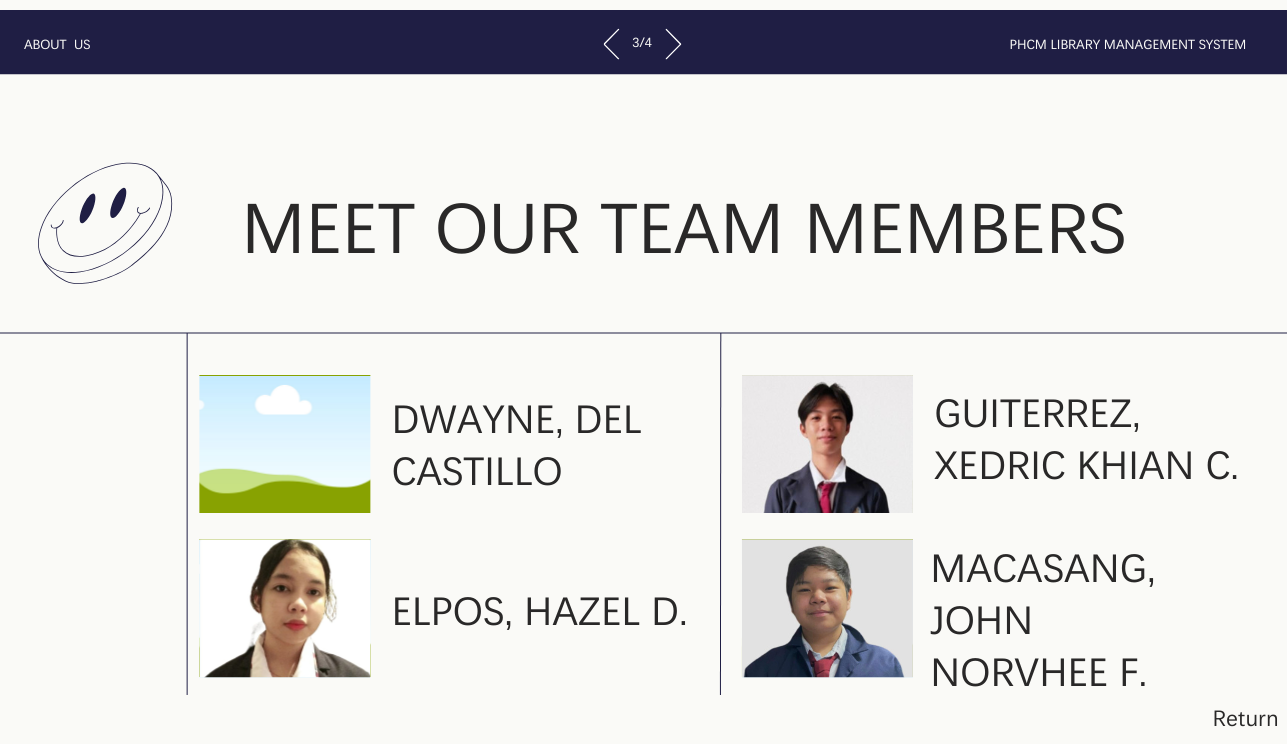 ABOUT US
3/4
PHCM LIBRARY MANAGEMENT SYSTEM
MEET OUR TEAM MEMBERS
DWAYNE, DEL
CASTILLO
GUITERREZ,
XEDRIC KHIAN C.
ELPOS, HAZEL D.
MACASANG,
JOHN
NORVHEE F.
Return